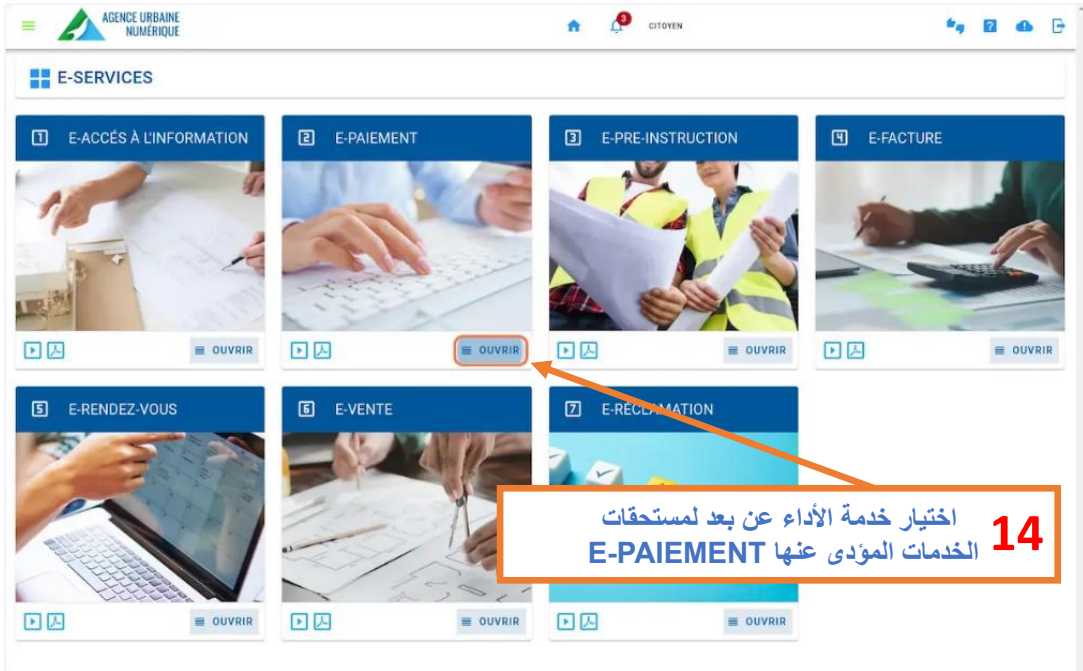 AGENCE URBAINE
NUMÉRIQUE
3
CITOYEN
E-SERVICES
1 E-ACCÉS À L'INFORMATION
2 E-PAIEMENT
3 E-PRE-INSTRUCTION
4 E-FACTURE
OUVRIR
OUVRIR
OUVRIR
OUVRIR
5 E-RENDEZ-VOUS
6 E-VENTE
7 E-RÉCLAMATION
14
اختيار خدمة الأداء عن بعد لمستحقات
الخدمات المؤدى عنها E-PAIEMENT
OUVRIR
OUVRIR
OUVRIR